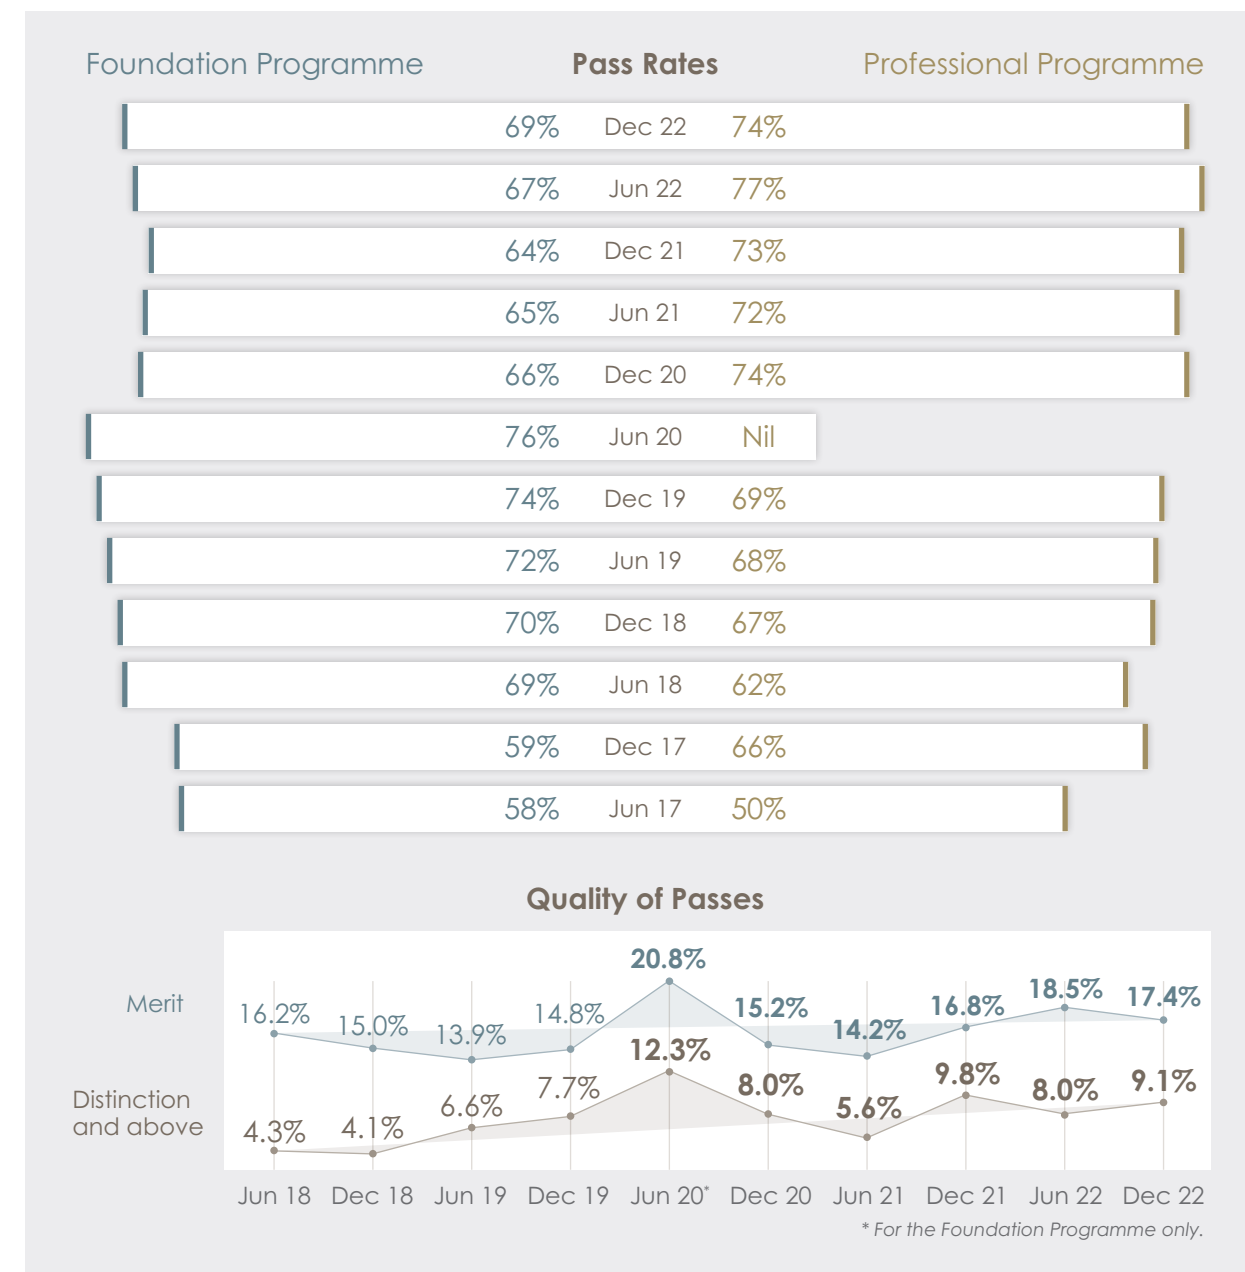 Foundation Programme Pass Rates Professional Programme
69% Dec 22 74%
67% Jun 22 77%
64% Dec 21 73%
65% Jun 21 72%
66% Dec 20 74%
76% Jun 20 Nil
74% Dec 19 69%
72% Jun 19 68%
70% Dec 18 67%
69% Jun 18 62%
59% Dec 17 66%
58% Jun 17 50%
Quality of Passes
Merit
16.2% 15.0% 13.9% 14.8% 20.8% 15.2% 14.2% 16.8% 18.5% 17.4%
Distinction
and above
4.3% 4.1% 6.6% 7.7% 12.3% 8.0% 5.6% 9.8% 8.0% 9.1%
Jun 18 Dec 18 Jun 19 Dec 19 Jun 20* Dec 20 Jun 21 Dec 21 Jun 22 Dec 22
* For the Foundation Programme only.